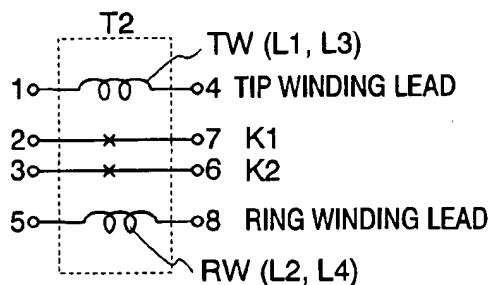 T2
TW (L1, L3)
1 4 TIP WINDING LEAD
2 7 K1
3 6 K2
5 8 RING WINDING LEAD
RW (L2, L4)